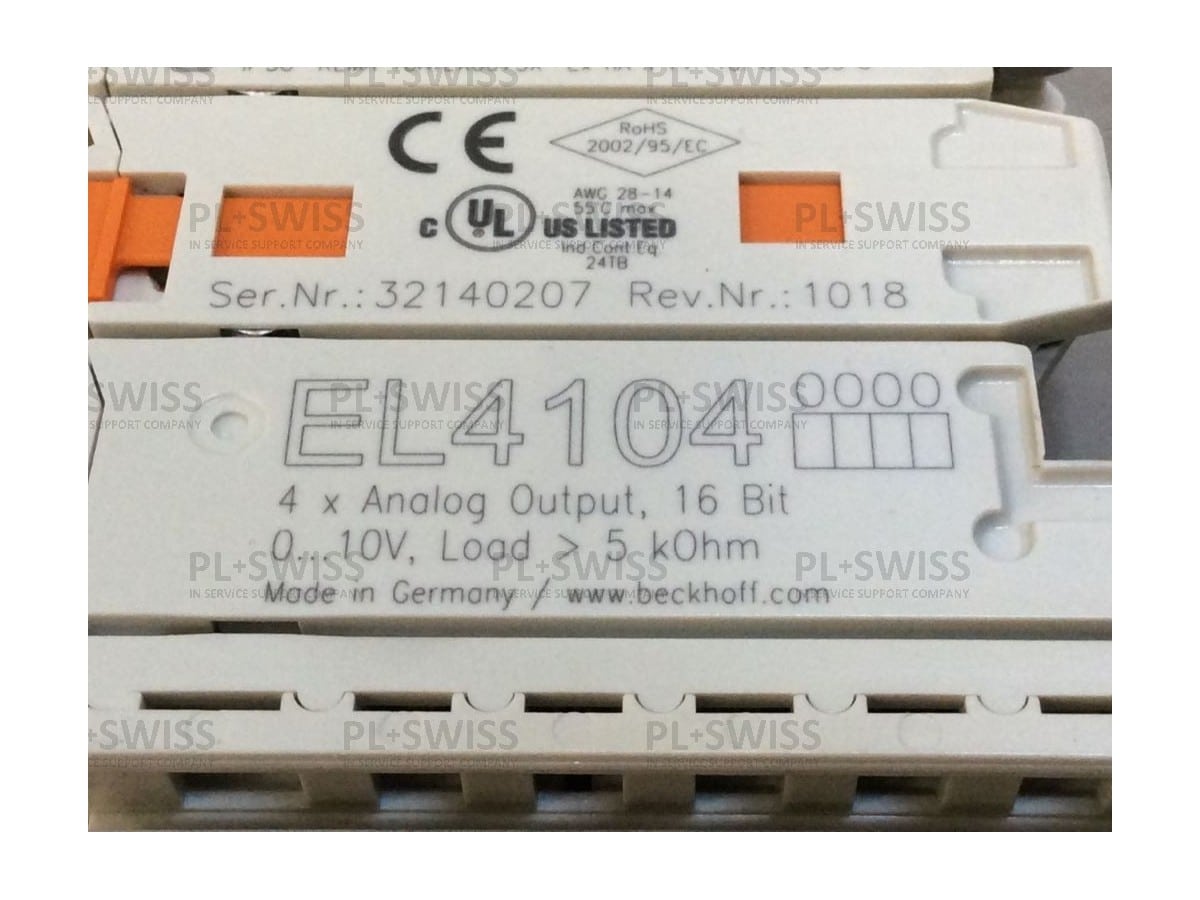 CE
RoHS
2002/95/EC
AWG 28-14
55°C max
c UL ® US LISTED
Ind Cont Eq
24TB
Ser.Nr.: 32140207 Rev.Nr.: 1018
EL4104 0000
4 x Analog Output, 16 Bit
0...10V, Load > 5 kOhm
Made in Germany / www.beckhoff.com
PL+SWISS
IN SERVICE SUPPORT COMPANY